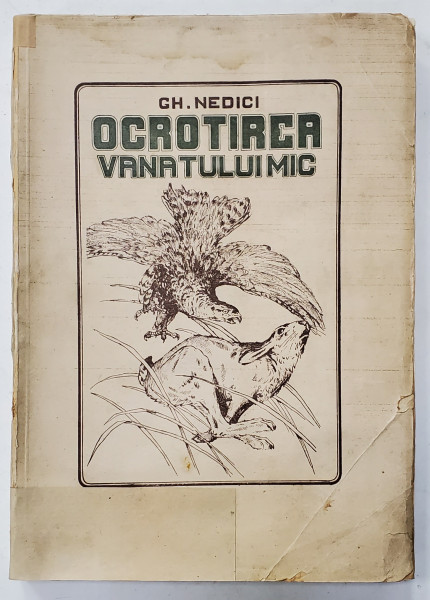 GH. NEDICI
OCROTIREA
VANATULUI MIC